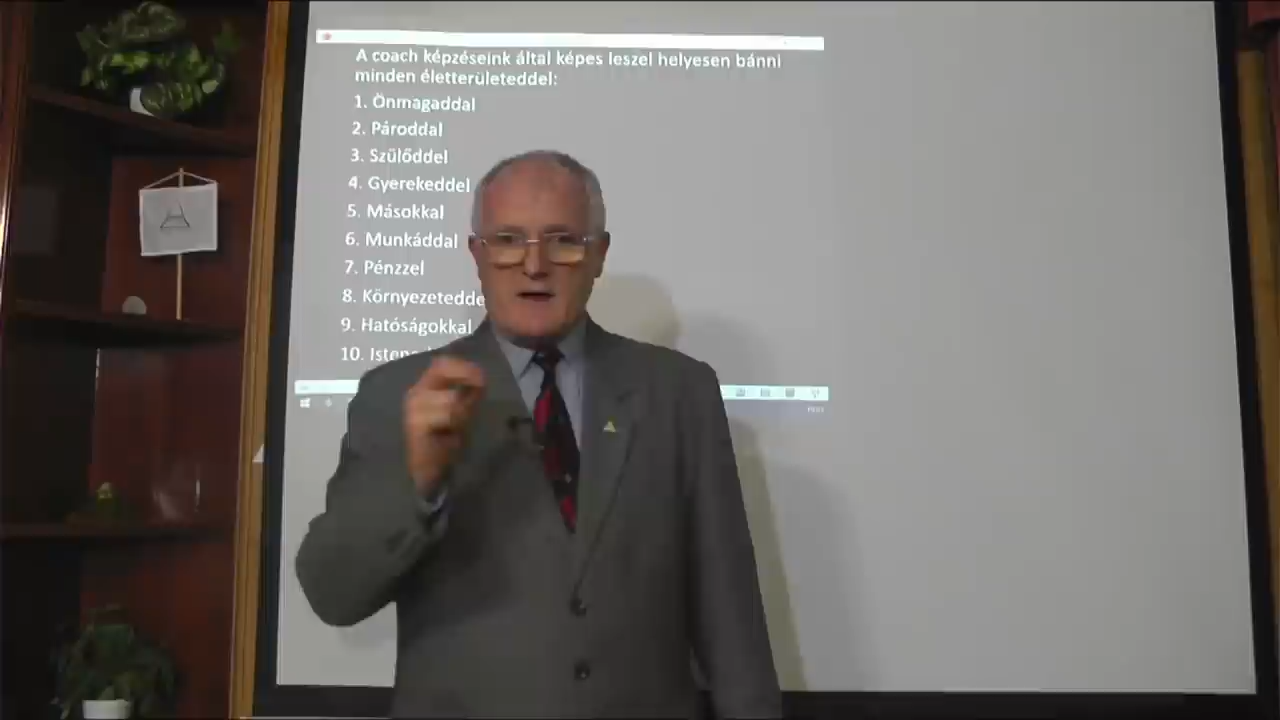 A coach képzéseink által képes leszel helyesen bánni
minden életterületeddel:
1. Önmagaddal
2. Pároddal
3. Szülőddel
4. Gyerekeddel
5. Másokkal
6. Munkáddal
7. Pénzzel
8. Környezetedde
9. Hatóságokkal
10.